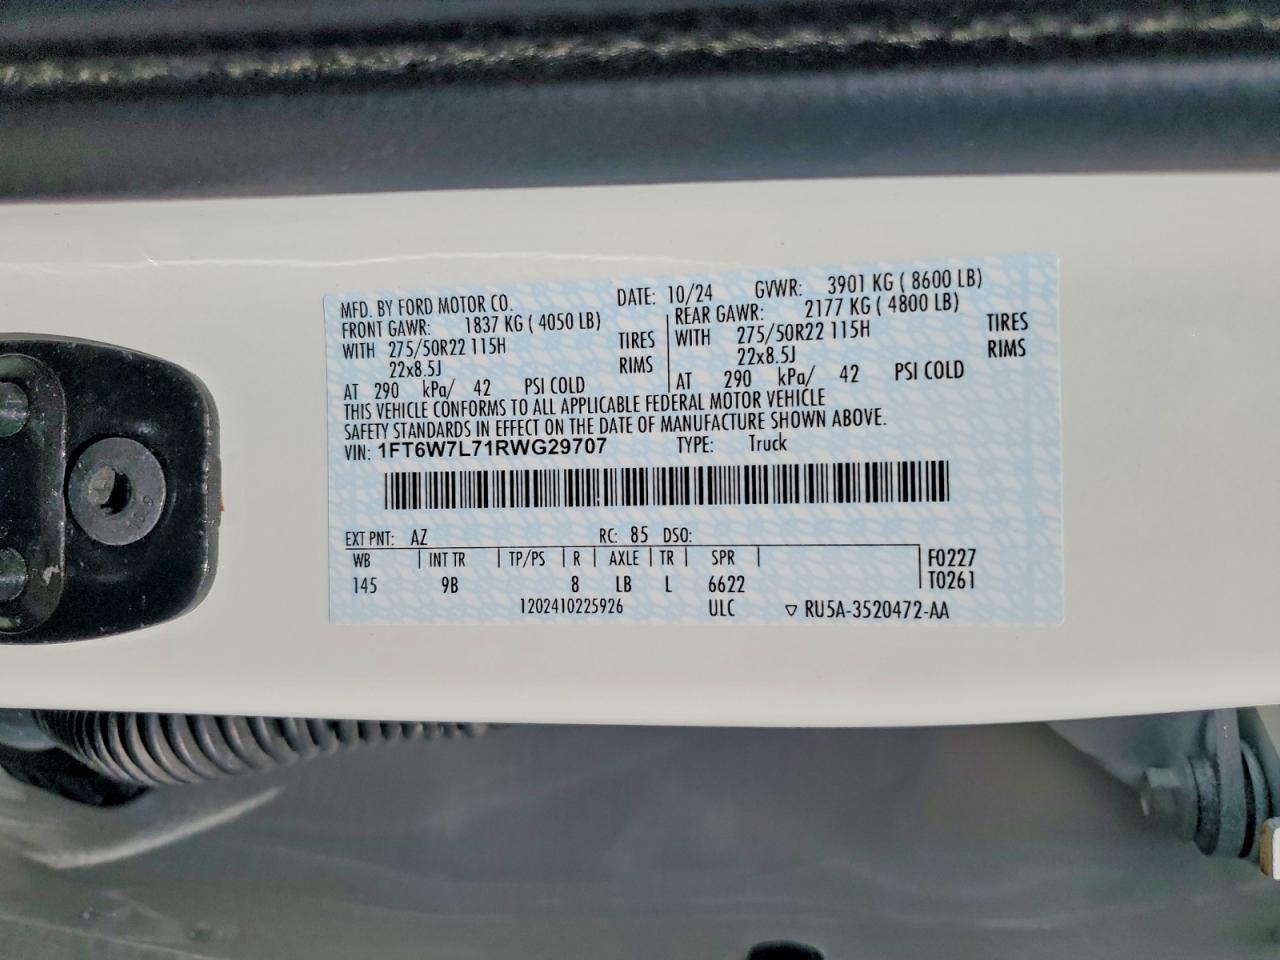 MFD. BY FORD MOTOR CO. DATE: 10/24 GVWR: 3901 KG ( 8600 LB)
FRONT GAWR: 1837 KG ( 4050 LB) REAR GAWR: 2177 KG ( 4800 LB)
WITH 275/50R22 115H TIRES WITH 275/50R22 115H TIRES
22x8.5J RIMS 22x8.5J RIMS
AT 290 kPa/ 42 PSI COLD AT 290 kPa/ 42 PSI COLD
THIS VEHICLE CONFORMS TO ALL APPLICABLE FEDERAL MOTOR VEHICLE
SAFETY STANDARDS IN EFFECT ON THE DATE OF MANUFACTURE SHOWN ABOVE.
VIN: 1FT6W7L71RWG29707 TYPE: Truck
EXT PNT: AZ RC: 85 DSO:
WB INT TR TP/PS R AXLE TR SPR F0227
145 9B 8 LB L 6622 T0261
1202410225926 ULC ▽ RU5A-3520472-AA